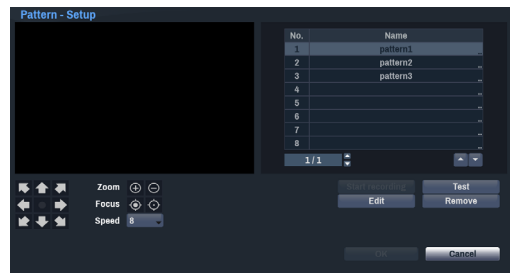 Pattern - Setup
No. Name
1 pattern1 ...
2 pattern2 ...
3 pattern3 ...
4 ...
5 ...
6 ...
7 ...
8 ...
1/1
Zoom
Focus
Speed 8
Start recording Test
Edit Remove
OK Cancel